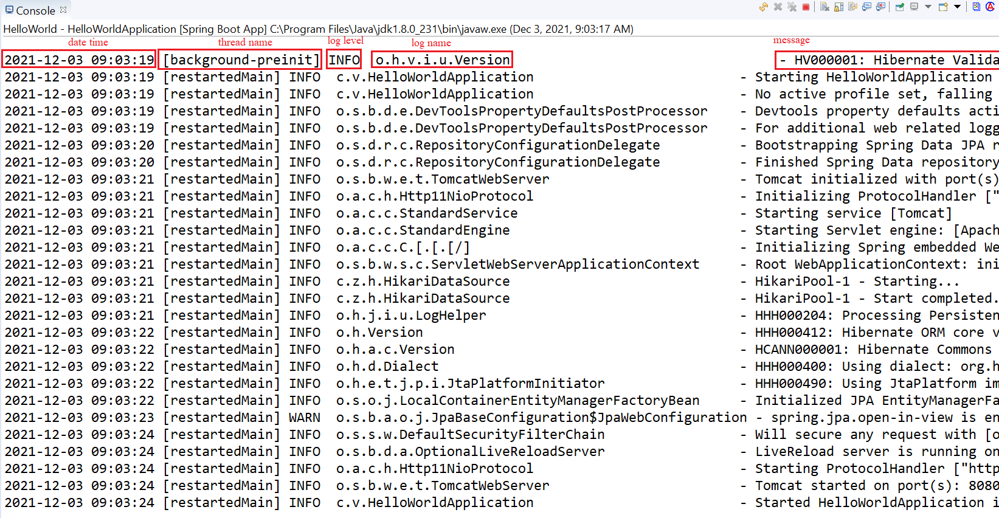 Console
HelloWorld - HelloWorldApplication [Spring Boot App] C:\Program Files\Java\jdk1.8.0_231\bin\javaw.exe (Dec 3, 2021, 9:03:17 AM)
date time thread name log level log name message
2021-12-03 09:03:19 [background-preinit] INFO o.h.v.i.u.Version - HV000001: Hibernate Valida
2021-12-03 09:03:19 [restartedMain] INFO c.v.HelloWorldApplication - Starting HelloWorldApplication
2021-12-03 09:03:19 [restartedMain] INFO c.v.HelloWorldApplication - No active profile set, falling
2021-12-03 09:03:19 [restartedMain] INFO o.s.b.d.e.DevToolsPropertyDefaultsPostProcessor - Devtools property defaults acti
2021-12-03 09:03:19 [restartedMain] INFO o.s.b.d.e.DevToolsPropertyDefaultsPostProcessor - For additional web related logg
2021-12-03 09:03:20 [restartedMain] INFO o.s.d.r.c.RepositoryConfigurationDelegate - Bootstrapping Spring Data JPA r
2021-12-03 09:03:20 [restartedMain] INFO o.s.d.r.c.RepositoryConfigurationDelegate - Finished Spring Data repository
2021-12-03 09:03:21 [restartedMain] INFO o.s.b.w.e.t.TomcatWebServer - Tomcat initialized with port(s)
2021-12-03 09:03:21 [restartedMain] INFO o.a.c.h.Http11NioProtocol - Initializing ProtocolHandler ["
2021-12-03 09:03:21 [restartedMain] INFO o.a.c.c.StandardService - Starting service [Tomcat]
2021-12-03 09:03:21 [restartedMain] INFO o.a.c.c.StandardEngine - Starting Servlet engine: [Apach
2021-12-03 09:03:21 [restartedMain] INFO o.a.c.c.C.[.[.[/] - Initializing Spring embedded We
2021-12-03 09:03:21 [restartedMain] INFO o.s.b.w.s.c.ServletWebServerApplicationContext - Root WebApplicationContext: ini
2021-12-03 09:03:21 [restartedMain] INFO c.z.h.HikariDataSource - HikariPool-1 - Starting...
2021-12-03 09:03:21 [restartedMain] INFO c.z.h.HikariDataSource - HikariPool-1 - Start completed.
2021-12-03 09:03:21 [restartedMain] INFO o.h.j.i.u.LogHelper - HHH000204: Processing Persisten
2021-12-03 09:03:22 [restartedMain] INFO o.h.Version - HHH000412: Hibernate ORM core v
2021-12-03 09:03:22 [restartedMain] INFO o.h.a.c.Version - HCANN000001: Hibernate Commons
2021-12-03 09:03:22 [restartedMain] INFO o.h.d.Dialect - HHH000400: Using dialect: org.h
2021-12-03 09:03:22 [restartedMain] INFO o.h.e.t.j.p.i.JtaPlatformInitiator - HHH000490: Using JtaPlatform im
2021-12-03 09:03:22 [restartedMain] INFO o.s.o.j.LocalContainerEntityManagerFactoryBean - Initialized JPA EntityManagerFa
2021-12-03 09:03:23 [restartedMain] WARN o.s.b.a.o.j.JpaBaseConfiguration$JpaWebConfiguration - spring.jpa.open-in-view is en
2021-12-03 09:03:24 [restartedMain] INFO o.s.s.w.DefaultSecurityFilterChain - Will secure any request with [o
2021-12-03 09:03:24 [restartedMain] INFO o.s.b.d.a.OptionalLiveReloadServer - LiveReload server is running on
2021-12-03 09:03:24 [restartedMain] INFO o.a.c.h.Http11NioProtocol - Starting ProtocolHandler ["http
2021-12-03 09:03:24 [restartedMain] INFO o.s.b.w.e.t.TomcatWebServer - Tomcat started on port(s): 8080
2021-12-03 09:03:24 [restartedMain] INFO c.v.HelloWorldApplication - Started HelloWorldApplication i